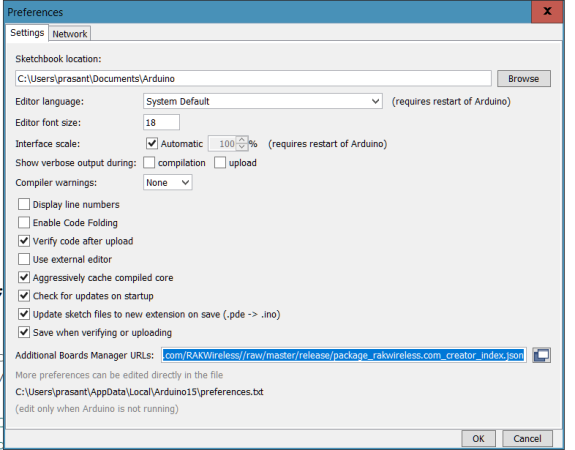 Preferences
x
Settings Network
Sketchbook location:
C:\Users\prasant\Documents\Arduino Browse
Editor language: System Default (requires restart of Arduino)
Editor font size: 18
Interface scale: Automatic 100 % (requires restart of Arduino)
Show verbose output during: compilation upload
Compiler warnings: None
Display line numbers
Enable Code Folding
Verify code after upload
Use external editor
Aggressively cache compiled core
Check for updates on startup
Update sketch files to new extension on save (.pde -> .ino)
Save when verifying or uploading
Additional Boards Manager URLs: .com/RAKWireless//raw/master/release/package_rakwireless.com_creator_index.json
More preferences can be edited directly in the file
C:\Users\prasant\AppData\Local\Arduino15\preferences.txt
(edit only when Arduino is not running)
OK Cancel